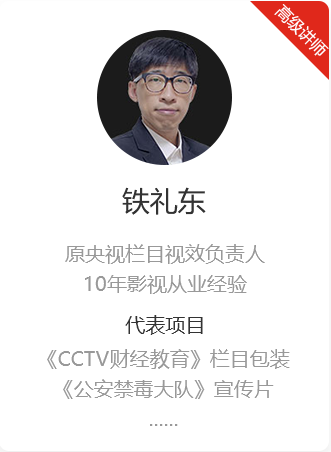 高级讲师
铁礼东
原央视栏目视效负责人
10年影视从业经验
代表项目
《CCTV财经教育》栏目包装
《公安禁毒大队》宣传片
……